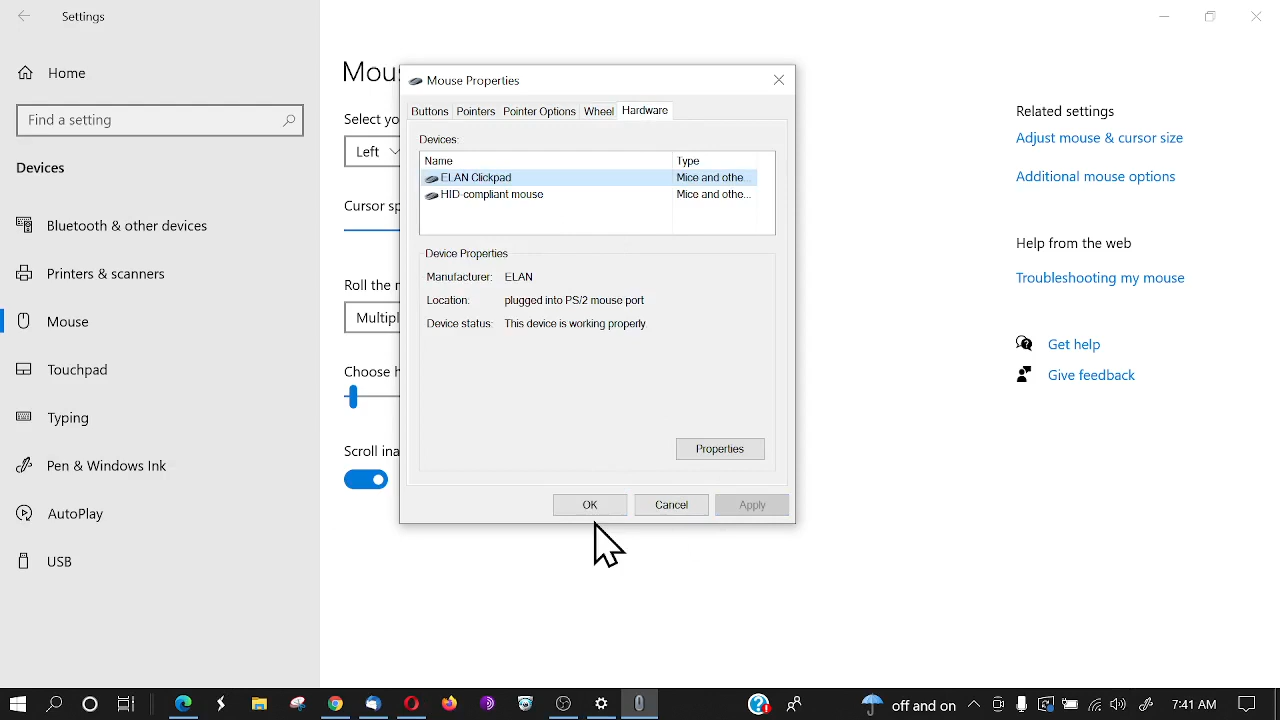 Settings
Home
Find a setting
Devices
Bluetooth & other devices
Printers & scanners
Mouse
Touchpad
Typing
Pen & Windows Ink
AutoPlay
USB
Mou
Select yo
Left
Cursor sp
Roll the m
Multipl
Choose h
Scroll ina
Mouse Properties
Buttons Pointers Pointer Options Wheel Hardware
Devices:
Name Type
ELAN Clickpad Mice and othe...
HID-compliant mouse Mice and othe...
Device Properties
Manufacturer: ELAN
Location: plugged into PS/2 mouse port
Device status: This device is working properly.
Properties
OK Cancel Apply
Related settings
Adjust mouse & cursor size
Additional mouse options
Help from the web
Troubleshooting my mouse
Get help
Give feedback
off and on 7:41 AM